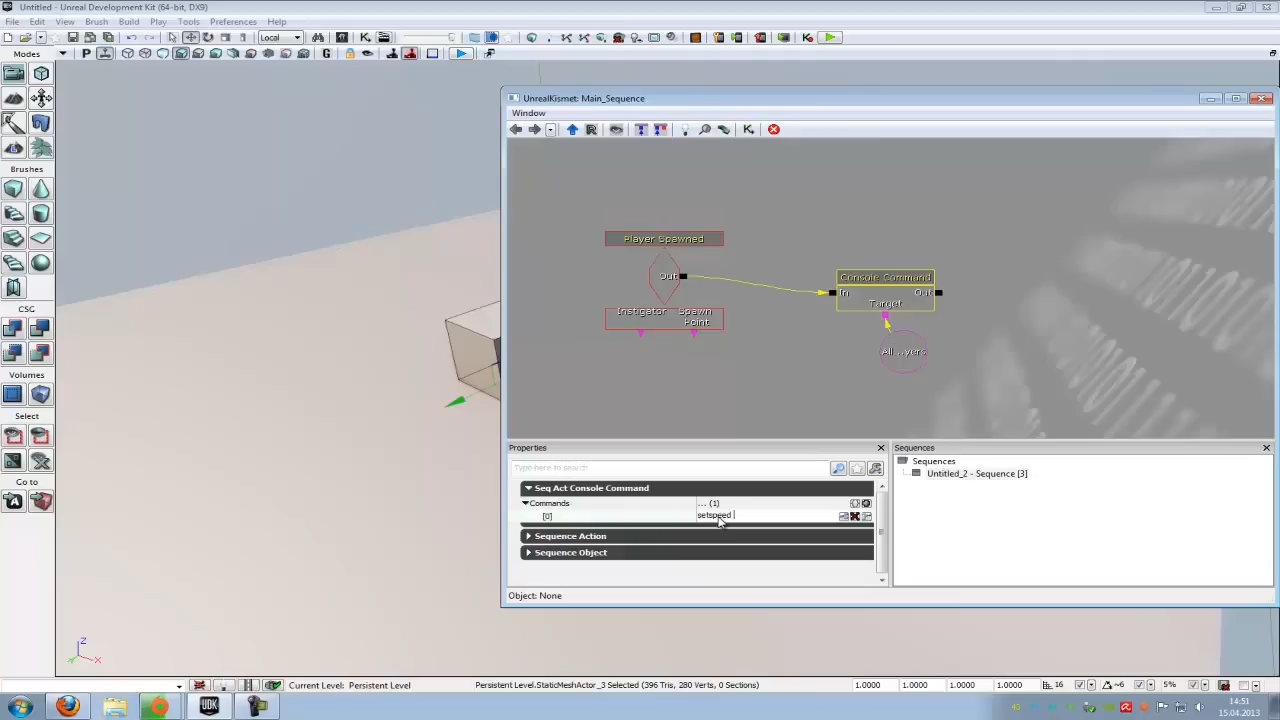 Untitled - Unreal Development Kit (64-bit, DX9)
File Edit View Brush Build Play Tools Preferences Help
Local
Modes
P
G
Brushes
CSG
Volumes
Select
Go to
UnrealKismet: Main_Sequence
Window
Player Spawned
Out
Instigator Spawn
Point
Console Command
In Out
Target
Properties
Type here to search
Seq Act Console Command
Commands ... (1)
[0] setspeed
Sequence Action
Sequence Object
Object: None
Sequences
Sequences
Untitled_2 - Sequence [3]
Z
X
Current Level: Persistent Level
Persistent Level.StaticMeshActor_3 Selected (396 Tris, 280 Verts, 0 Sections)
1.0000 1.0000 1.0000 1.0000 16 ~6 5%
UDK
14:51
15.04.2013